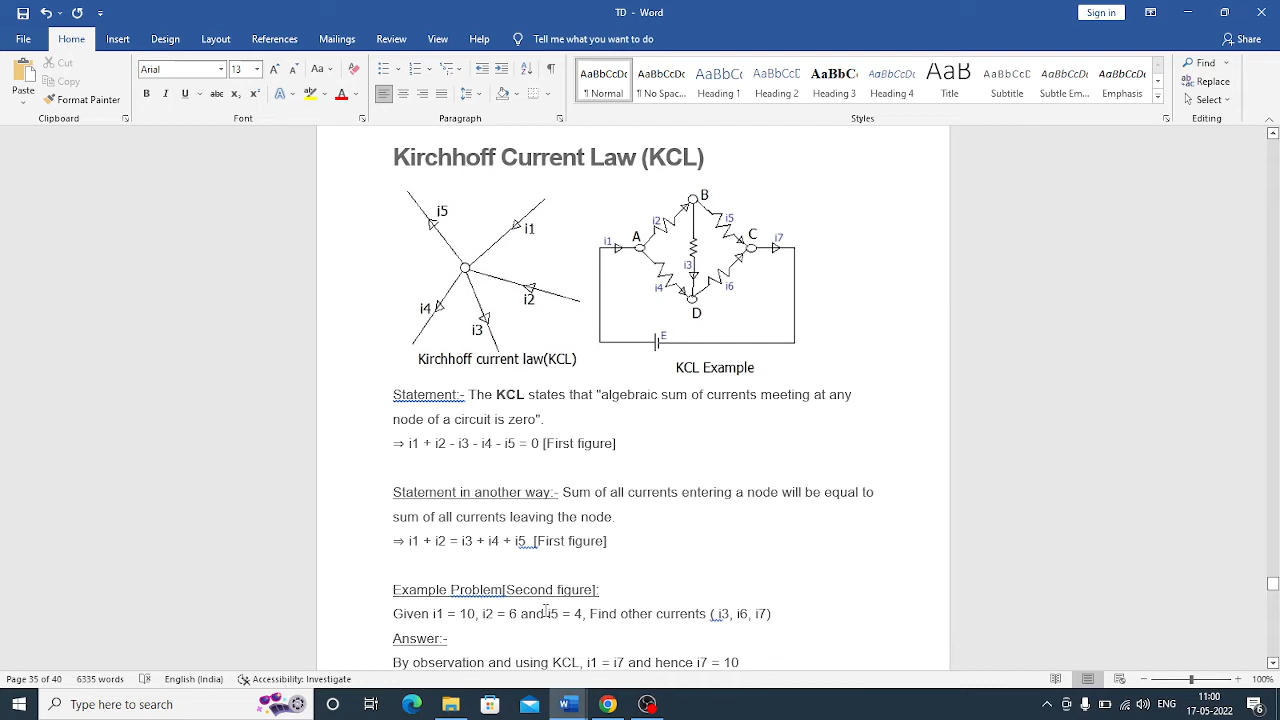 TD - Word
Sign in
File Home Insert Design Layout References Mailings Review View Help Tell me what you want to do Share
Paste
Cut
Copy
Format Painter
Clipboard
Arial 13
Font
Paragraph
AaBbCcDc AaBbCcDc AaBbC‹ AaBbCcI AaBbC‹ AaBbCcDc AaB AaBbCcDc AaBbCcDc AaBbCcDc
¶ Normal ¶ No Spac... Heading 1 Heading 2 Heading 3 Heading 4 Title Subtitle Subtle Em... Emphasis
Styles
Find
Replace
Select
Editing
Kirchhoff Current Law (KCL)
i5
i1
i2
i3
i4
Kirchhoff current law(KCL)
B
i2
i5
A
C
i1
i7
i3
i4
i6
D
E
KCL Example
Statement:- The KCL states that "algebraic sum of currents meeting at any
node of a circuit is zero".
⇒ i1 + i2 - i3 - i4 - i5 = 0 [First figure]
Statement in another way:- Sum of all currents entering a node will be equal to
sum of all currents leaving the node.
⇒ i1 + i2 = i3 + i4 + i5 [First figure]
Example Problem[Second figure]:
Given i1 = 10, i2 = 6 and i5 = 4, Find other currents ( i3, i6, i7)
Answer:-
By observation and using KCL, i1 = i7 and hence i7 = 10
Page 35 of 40 6335 words English (India) Accessibility: Investigate 100%
Type here to search
ENG
11:00
17-05-2022